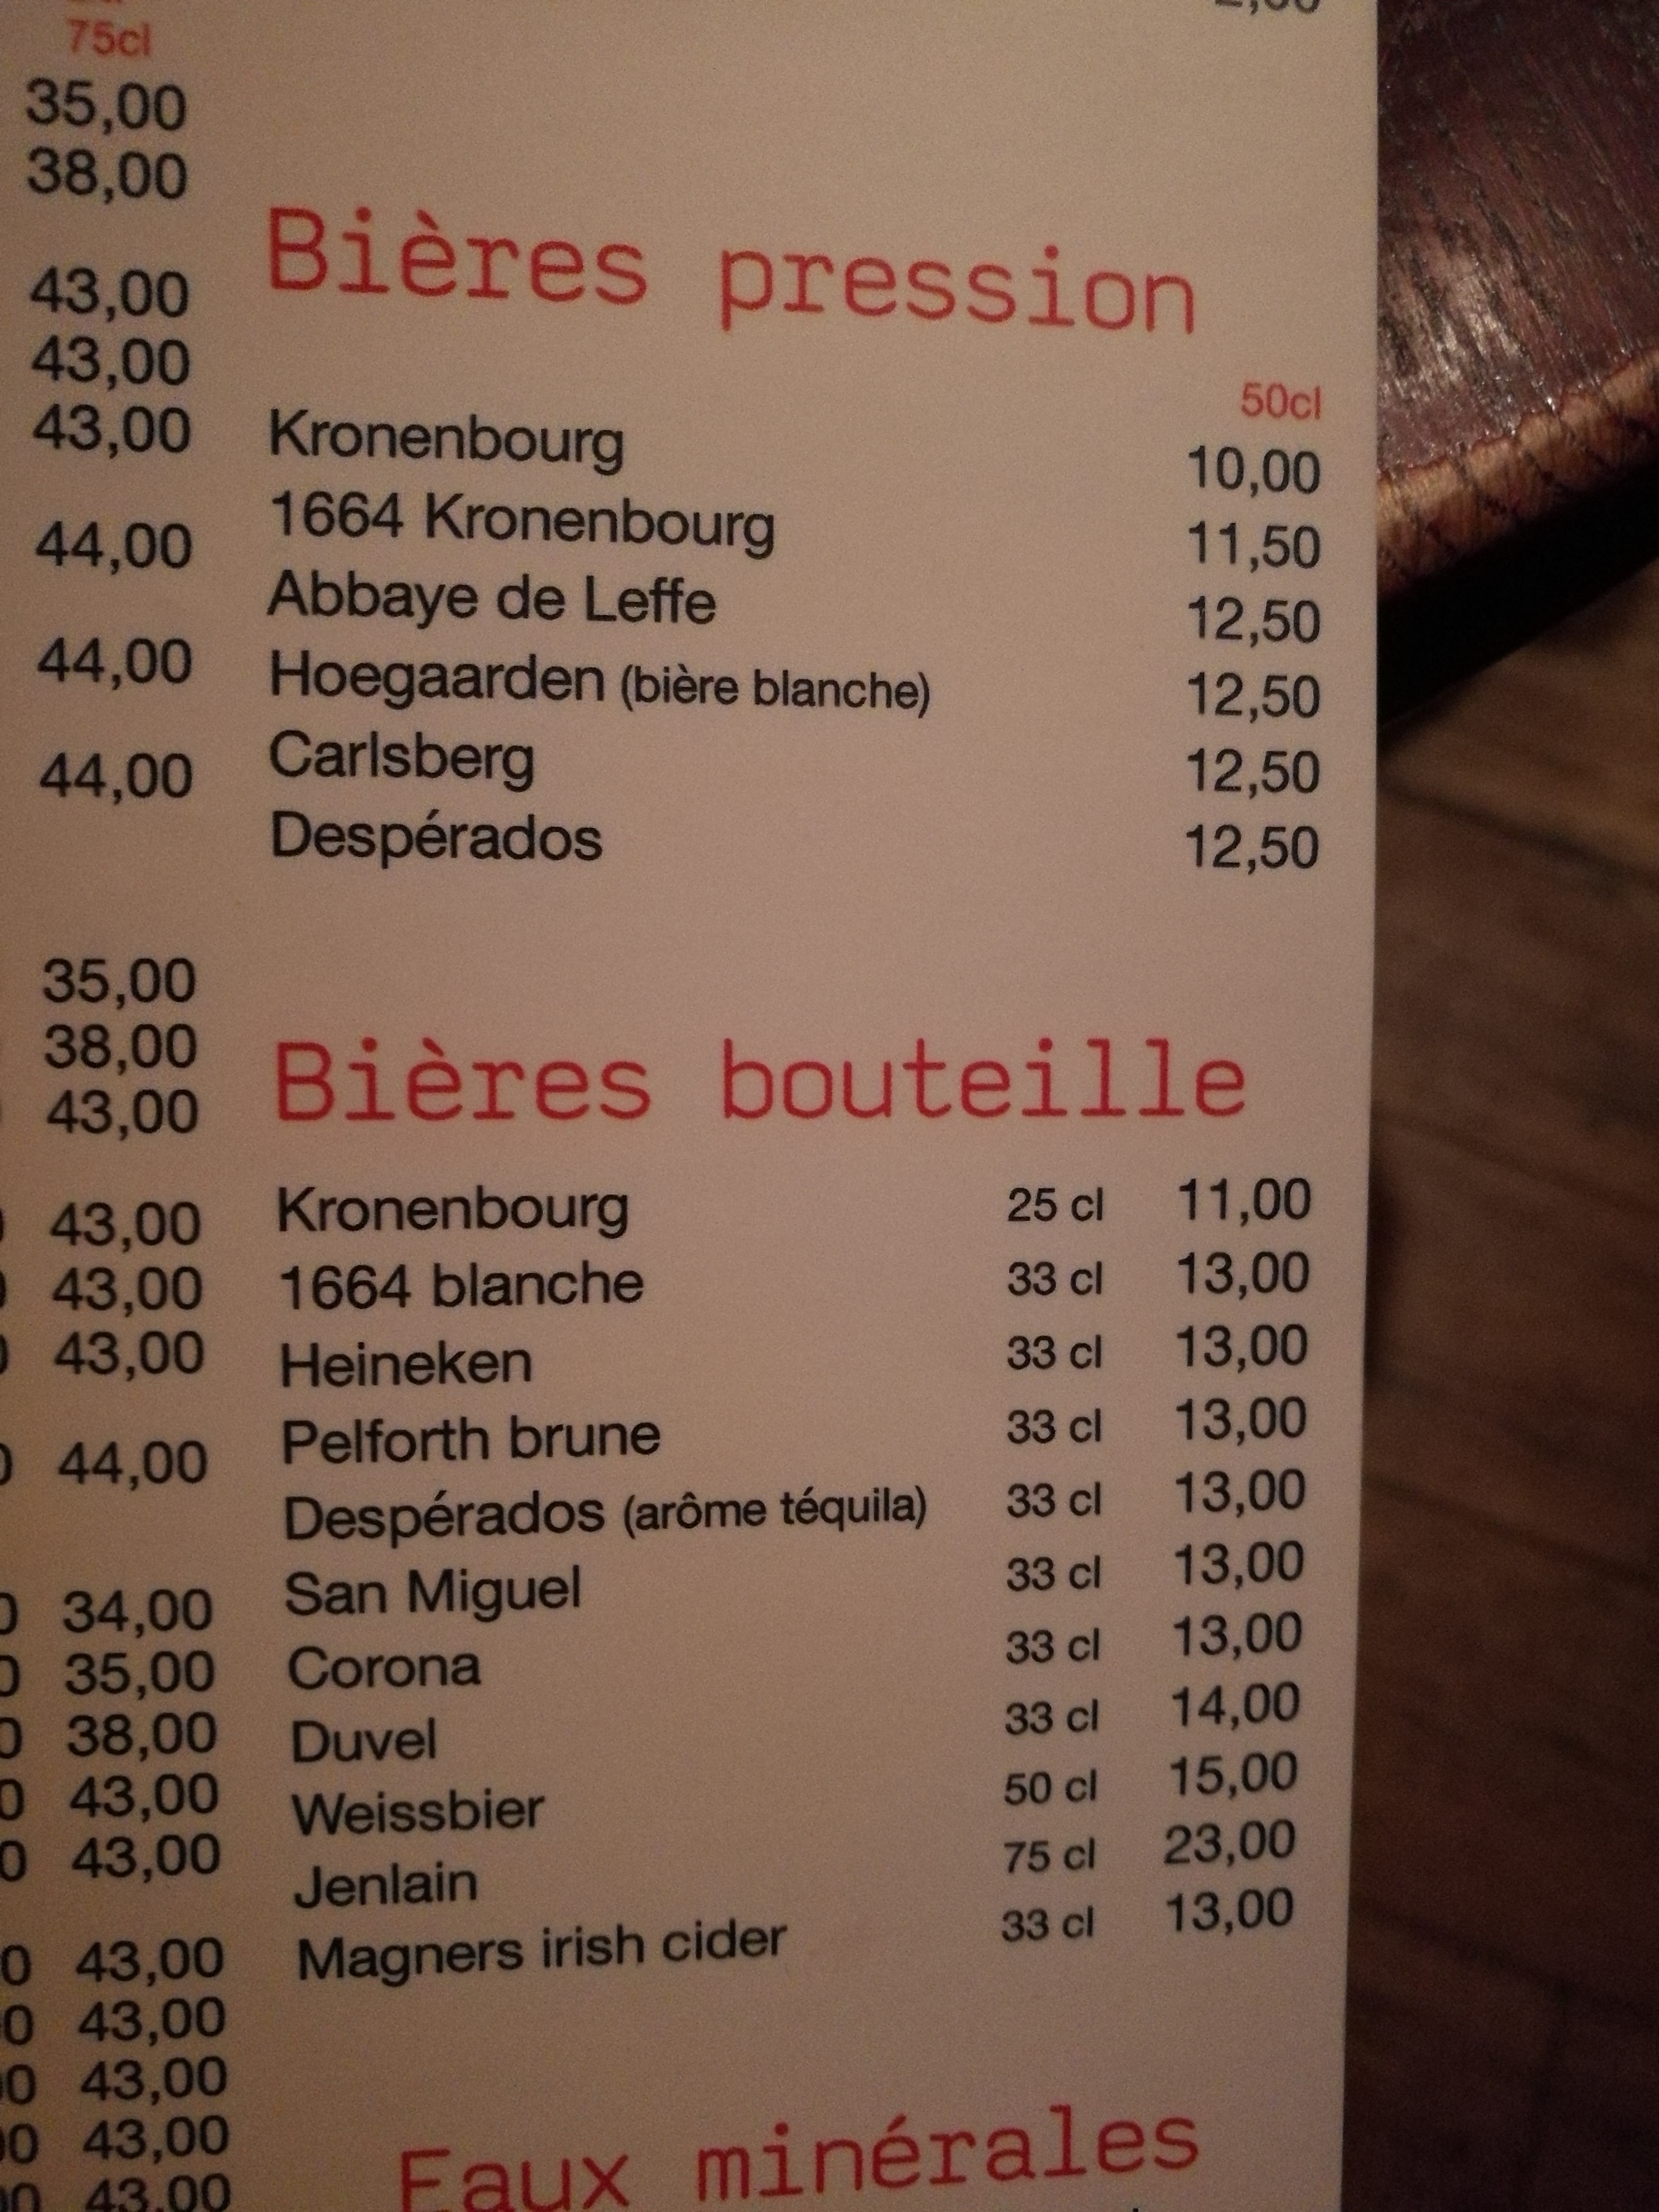 75cl
35,00
38,00
43,00
43,00
43,00
44,00
44,00
44,00
35,00
38,00
43,00
43,00
43,00
43,00
44,00
34,00
35,00
38,00
43,00
43,00
43,00
43,00
43,00
43,00
43,00
Bières pression
50cl
Kronenbourg 10,00
1664 Kronenbourg 11,50
Abbaye de Leffe 12,50
Hoegaarden (bière blanche) 12,50
Carlsberg 12,50
Despérados 12,50
Bières bouteille
Kronenbourg 25 cl 11,00
1664 blanche 33 cl 13,00
Heineken 33 cl 13,00
Pelforth brune 33 cl 13,00
Despérados (arôme téquila) 33 cl 13,00
San Miguel 33 cl 13,00
Corona 33 cl 13,00
Duvel 33 cl 14,00
Weissbier 50 cl 15,00
Jenlain 75 cl 23,00
Magners irish cider 33 cl 13,00
Eaux minérales